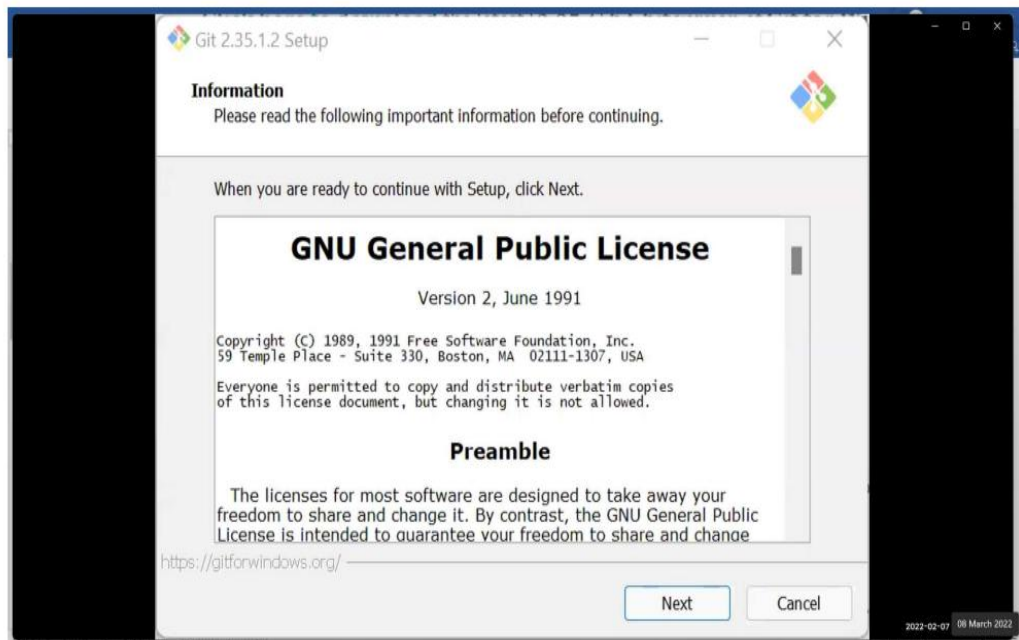 Git 2.35.1.2 Setup
Information
Please read the following important information before continuing.
When you are ready to continue with Setup, click Next.
GNU General Public License
Version 2, June 1991
Copyright (C) 1989, 1991 Free Software Foundation, Inc.
59 Temple Place - Suite 330, Boston, MA  02111-1307, USA
Everyone is permitted to copy and distribute verbatim copies
of this license document, but changing it is not allowed.
Preamble
The licenses for most software are designed to take away your
freedom to share and change it. By contrast, the GNU General Public
License is intended to guarantee your freedom to share and change
https://gitforwindows.org/
Next
Cancel
2022-02-07
08 March 2022